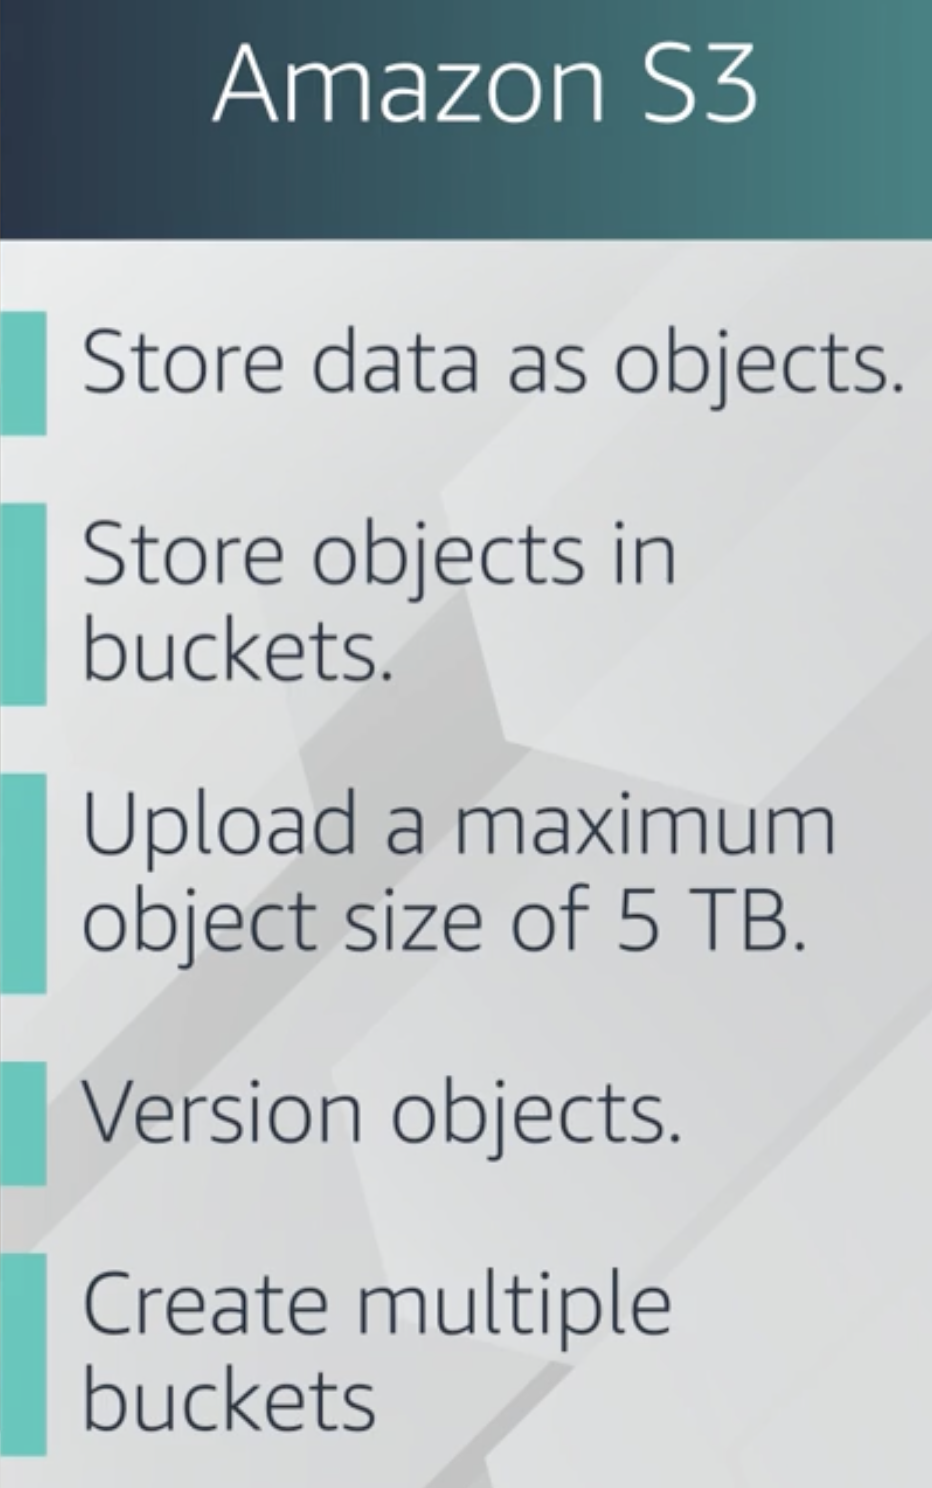 Amazon S3
Store data as objects.
Store objects in
buckets.
Upload a maximum
object size of 5 TB.
Version objects.
Create multiple
buckets